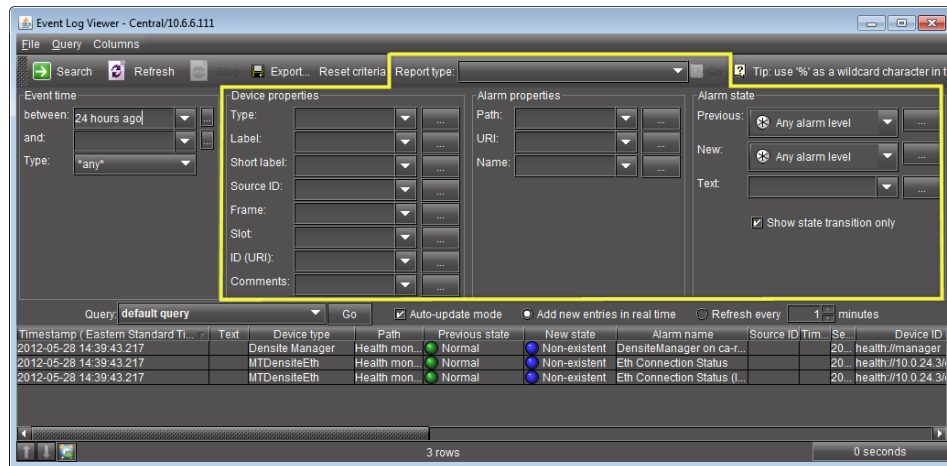 Event Log Viewer - Central/10.6.6.111
File Query Columns
Search Refresh Stop Export... Reset criteria Report type: Go Tip: use '%' as a wildcard character in t
Event time Device properties Alarm properties Alarm state
between: 24 hours ago ... Type: ... Path: ... Previous: Any alarm level ...
and: ... Label: ... URI: ... New: Any alarm level ...
Type: *any* Short label: ... Name: ... Text: ...
Source ID: ...
Frame: ... Show state transition only
Slot: ...
ID (URI): ...
Comments: ...
Query: default query Go Auto-update mode Add new entries in real time Refresh every 1 minutes
Timestamp ( Eastern Standard Ti... Text Device type Path Previous state New state Alarm name Source ID Tim... Se... Device ID
2012-05-28 14:39:43.217 Densite Manager Health mon... Normal Non-existent DensiteManager on ca-r... 20... health://manager
2012-05-28 14:39:43.217 MTDensiteEth Health mon... Normal Non-existent Eth Connection Status 20... health://10.0.24.3/
2012-05-28 14:39:43.217 MTDensiteEth Health mon... Normal Non-existent Eth Connection Status (I... 20... health://10.0.24.3/
3 rows 0 seconds